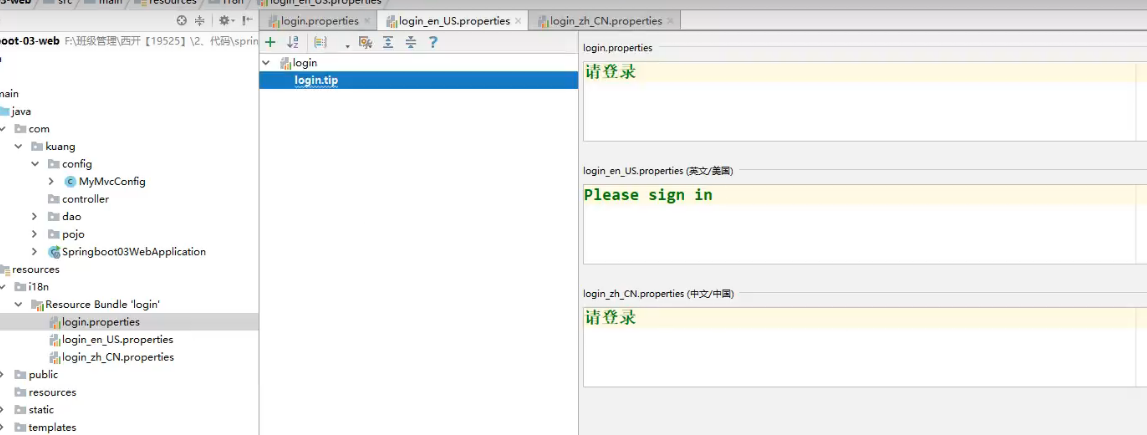 src
main
resources
i18n
login_en_US.properties
login.properties
login_en_US.properties
login_zh_CN.properties
oot-03-web F:\班级管理\西开【19525】\2、代码\sprin
main
java
com
kuang
config
MyMvcConfig
controller
dao
pojo
Springboot03WebApplication
resources
i18n
Resource Bundle 'login'
login.properties
login_en_US.properties
login_zh_CN.properties
public
resources
static
templates
login
login.tip
login.properties
请登录
login_en_US.properties (英文/美国)
Please sign in
login_zh_CN.properties (中文/中国)
请登录